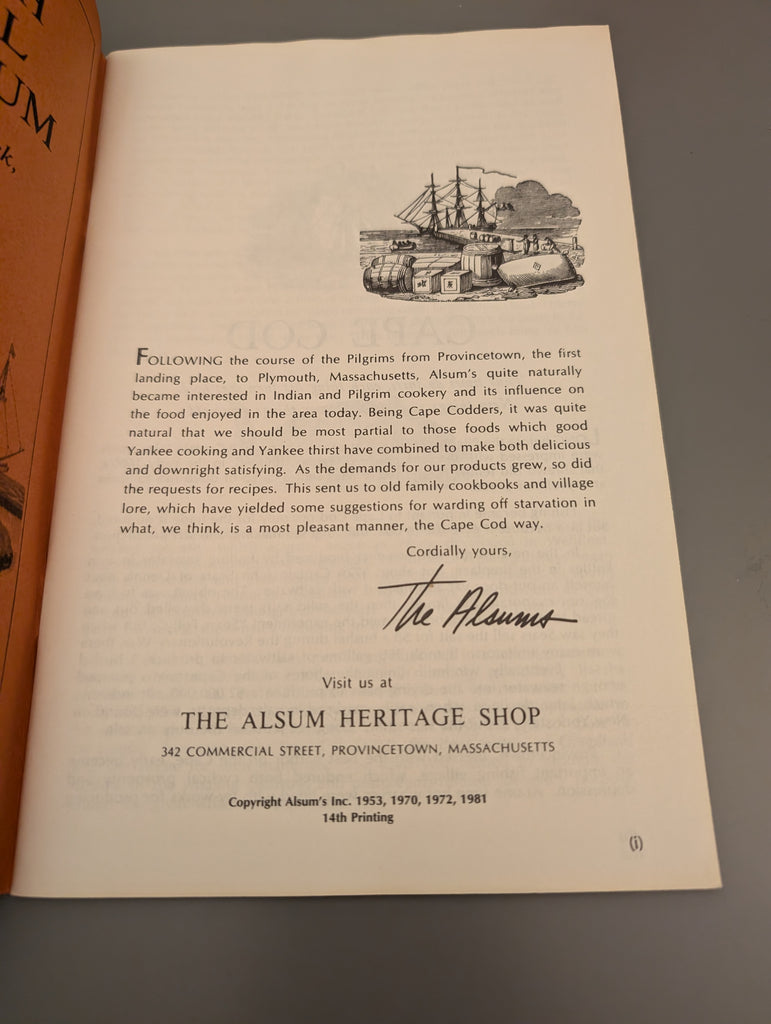 L
UM
k,
FOLLOWING the course of the Pilgrims from Provincetown, the first
landing place, to Plymouth, Massachusetts, Alsum's quite naturally
became interested in Indian and Pilgrim cookery and its influence on
the food enjoyed in the area today. Being Cape Codders, it was quite
natural that we should be most partial to those foods which good
Yankee cooking and Yankee thirst have combined to make both delicious
and downright satisfying. As the demands for our products grew, so did
the requests for recipes. This sent us to old family cookbooks and village
lore, which have yielded some suggestions for warding off starvation in
what, we think, is a most pleasant manner, the Cape Cod way.
Cordially yours,
The Alsums
Visit us at
THE ALSUM HERITAGE SHOP
342 COMMERCIAL STREET, PROVINCETOWN, MASSACHUSETTS
Copyright Alsum's Inc. 1953, 1970, 1972, 1981
14th Printing
(i)